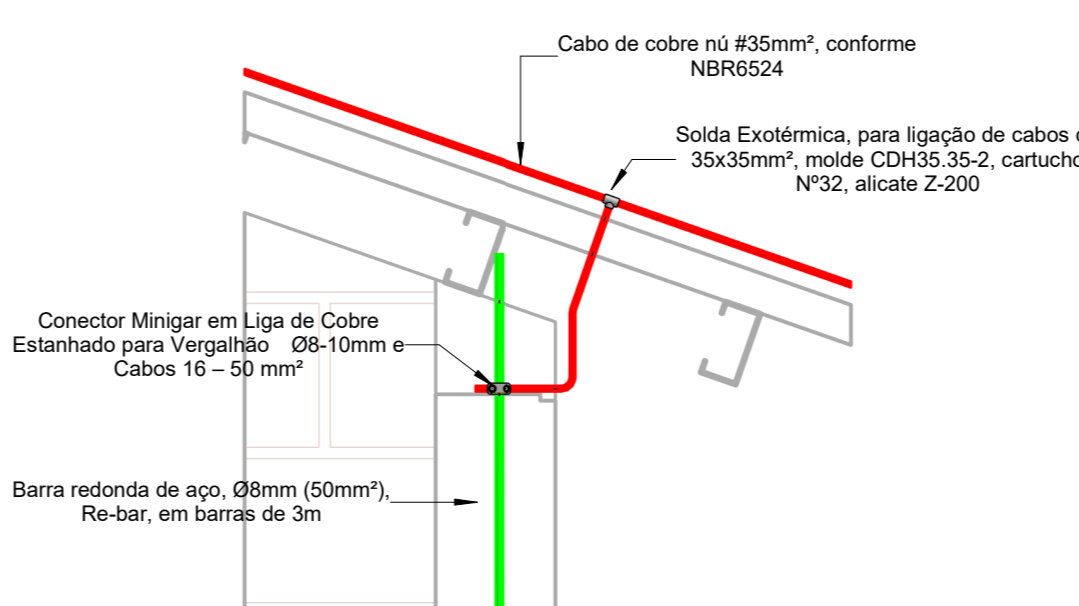 Cabo de cobre nú #35mm², conforme
NBR6524
Solda Exotérmica, para ligação de cabos
35x35mm², molde CDH35.35-2, cartucho
Nº32, alicate Z-200
Conector Minigar em Liga de Cobre
Estanhado para Vergalhão Ø8-10mm e
Cabos 16 – 50 mm²
Barra redonda de aço, Ø8mm (50mm²),
Re-bar, em barras de 3m